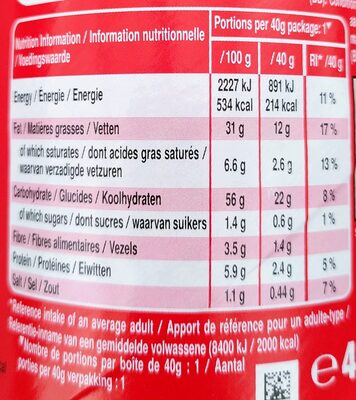 Portions per 40g package: 1*
Nutrition Information / Information nutritionnelle
/ Voedingswaarde
/100 g /40 g RI* /40g
Energy / Énergie / Energie 2227 kJ 891 kJ 11 %
534 kcal 214 kcal
Fat / Matières grasses / Vetten 31 g 12 g 17 %
of which saturates / dont acides gras saturés /
waarvan verzadigde vetzuren 6.6 g 2.6 g 13 %
Carbohydrate / Glucides / Koolhydraten 56 g 22 g 8 %
of which sugars / dont sucres / waarvan suikers 1.4 g 0.6 g 1 %
Fibre / Fibres alimentaires / Vezels 3.5 g 1.4 g
Protein / Protéines / Eiwitten 5.9 g 2.4 g 5 %
Salt / Sel / Zout 1.1 g 0.44 g 7 %
*Reference intake of an average adult / Apport de référence pour un adulte-type /
Referentie-inname van een gemiddelde volwassene (8400 kJ / 2000 kcal)
*Nombre de portions par boîte de 40g : 1 / Aantal
porties per 40g verpakking : 1
e4